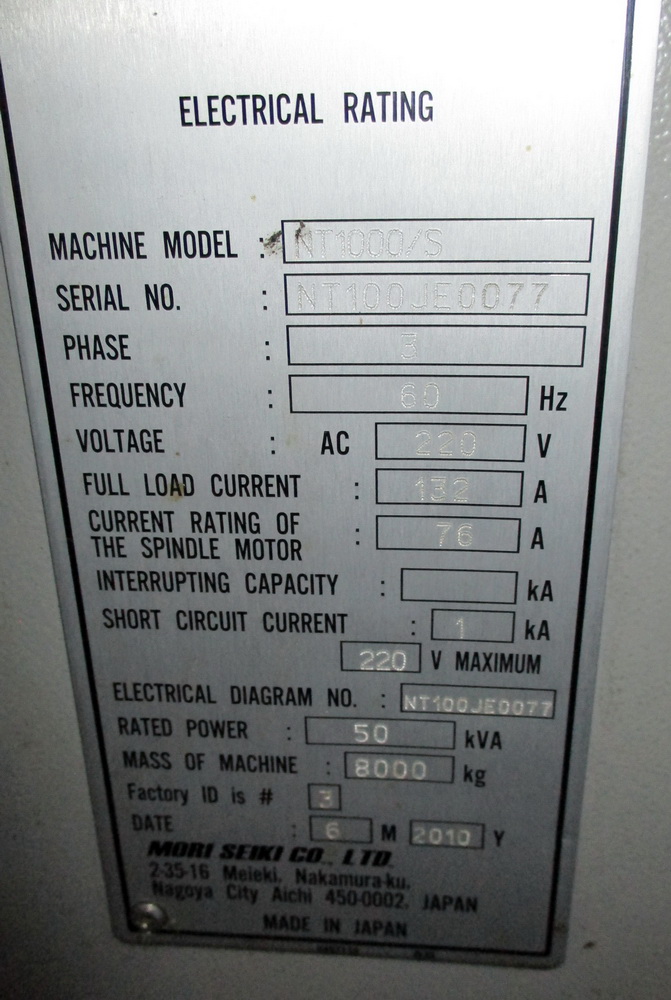 ELECTRICAL RATING
MACHINE MODEL : NT1000/S
SERIAL NO. : NT100JE0077
PHASE : 3
FREQUENCY : 60 Hz
VOLTAGE : AC 220 V
FULL LOAD CURRENT : 132 A
CURRENT RATING OF
THE SPINDLE MOTOR : 76 A
INTERRUPTING CAPACITY : kA
SHORT CIRCUIT CURRENT : 1 kA
220 V MAXIMUM
ELECTRICAL DIAGRAM NO. : NT100JE0077
RATED POWER : 50 kVA
MASS OF MACHINE : 8000 kg
Factory ID is # 3
DATE : 6 M 2010 Y
MORI SEIKI CO., LTD.
2-35-16 Meieki, Nakamura-ku,
Nagoya City Aichi 450-0002, JAPAN
MADE IN JAPAN